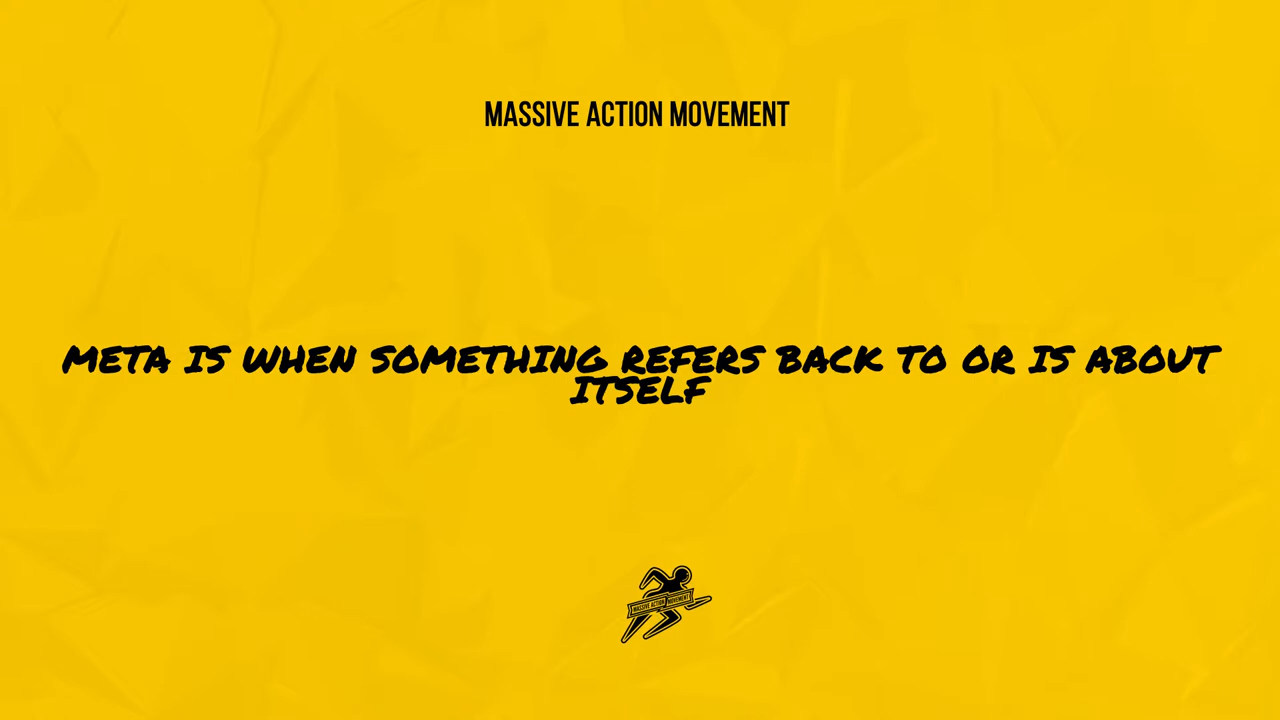 MASSIVE ACTION MOVEMENT
META IS WHEN SOMETHING REFERS BACK TO OR IS ABOUT
ITSELF
MASSIVE ACTION MOVEMENT